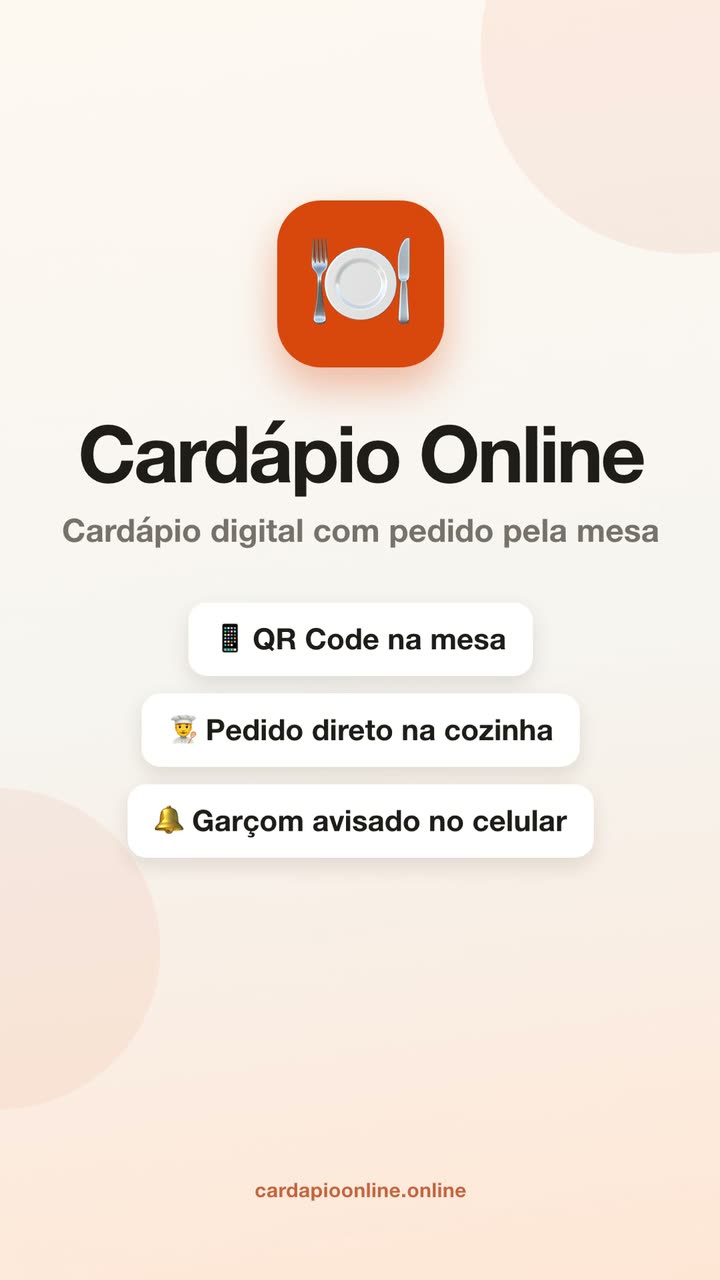 Cardápio Online
Cardápio digital com pedido pela mesa
📱 QR Code na mesa
👨‍🍳 Pedido direto na cozinha
🔔 Garçom avisado no celular
cardapioonline.online